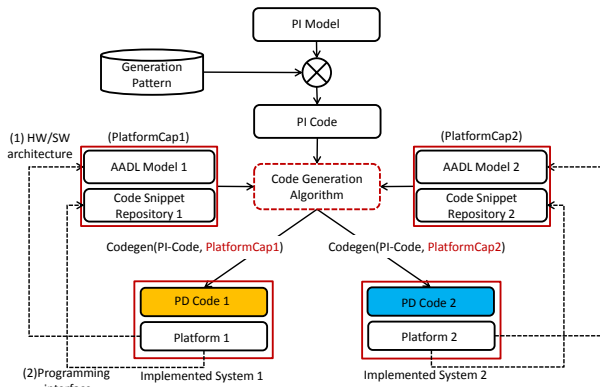 PI Model
Generation
Pattern
PI Code
(1) HW/SW
architecture
(PlatformCap1)
(PlatformCap2)
AADL Model 1
Code Snippet
Repository 1
Code Generation
Algorithm
AADL Model 2
Code Snippet
Repository 2
Codegen(PI-Code, PlatformCap1)
Codegen(PI-Code, PlatformCap2)
PD Code 1
Platform 1
PD Code 2
Platform 2
(2)Programming
interface
Implemented System 1
Implemented System 2